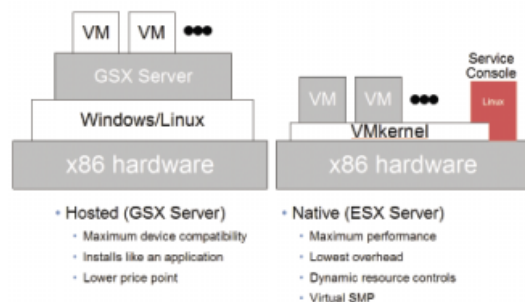 VM VM
GSX Server
Windows/Linux
x86 hardware
Hosted (GSX Server)
Maximum device compatibility
Installs like an application
Lower price point
Service
Console
VM VM Linux
VMkernel
x86 hardware
Native (ESX Server)
Maximum performance
Lowest overhead
Dynamic resource controls
Virtual SMP